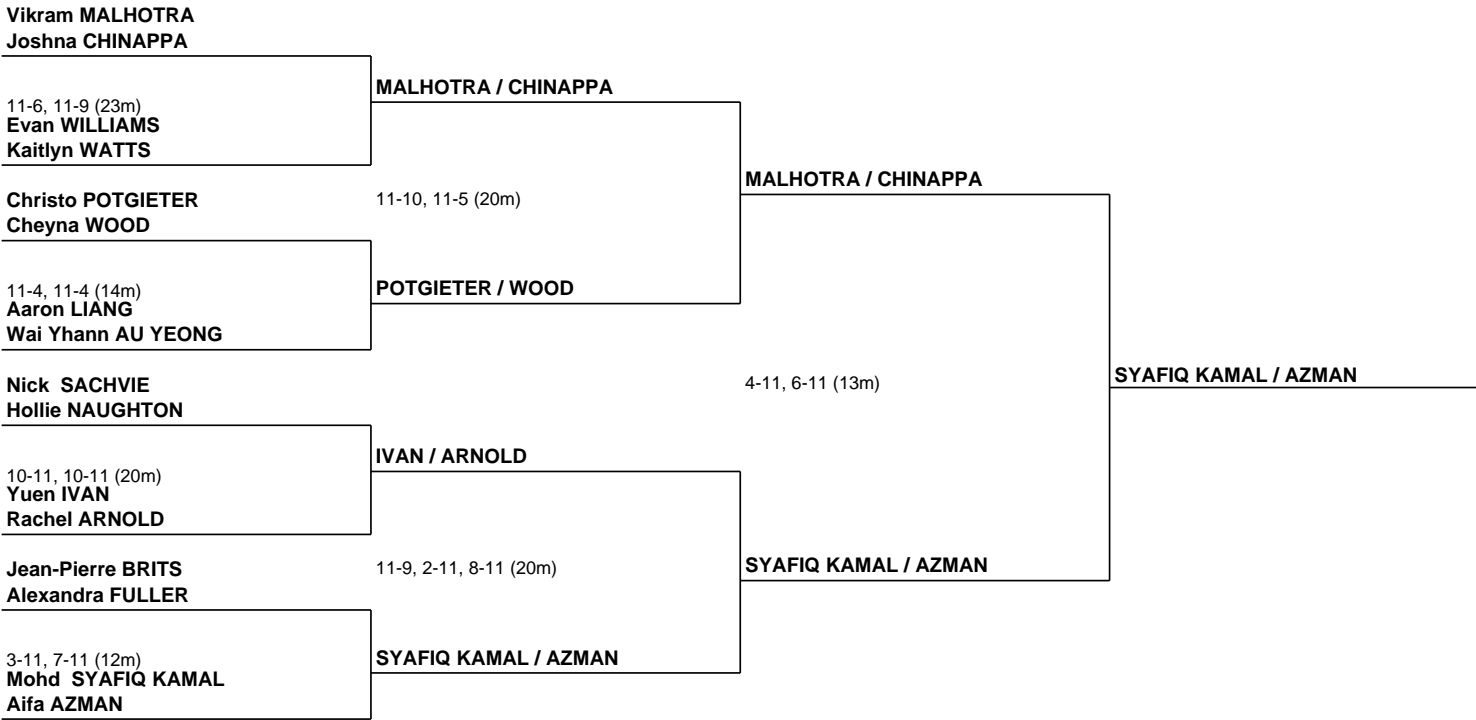 Vikram MALHOTRA
Joshna CHINAPPA
MALHOTRA / CHINAPPA
11-6, 11-9 (23m)
Evan WILLIAMS
Kaitlyn WATTS
MALHOTRA / CHINAPPA
Christo POTGIETER
11-10, 11-5 (20m)
Cheyna WOOD
11-4, 11-4 (14m)
POTGIETER / WOOD
Aaron LIANG
Wai Yhann AU YEONG
SYAFIQ KAMAL / AZMAN
Nick  SACHVIE
4-11, 6-11 (13m)
Hollie NAUGHTON
IVAN / ARNOLD
10-11, 10-11 (20m)
Yuen IVAN
Rachel ARNOLD
SYAFIQ KAMAL / AZMAN
Jean-Pierre BRITS
11-9, 2-11, 8-11 (20m)
Alexandra FULLER
3-11, 7-11 (12m)
SYAFIQ KAMAL / AZMAN
Mohd  SYAFIQ KAMAL
Aifa AZMAN